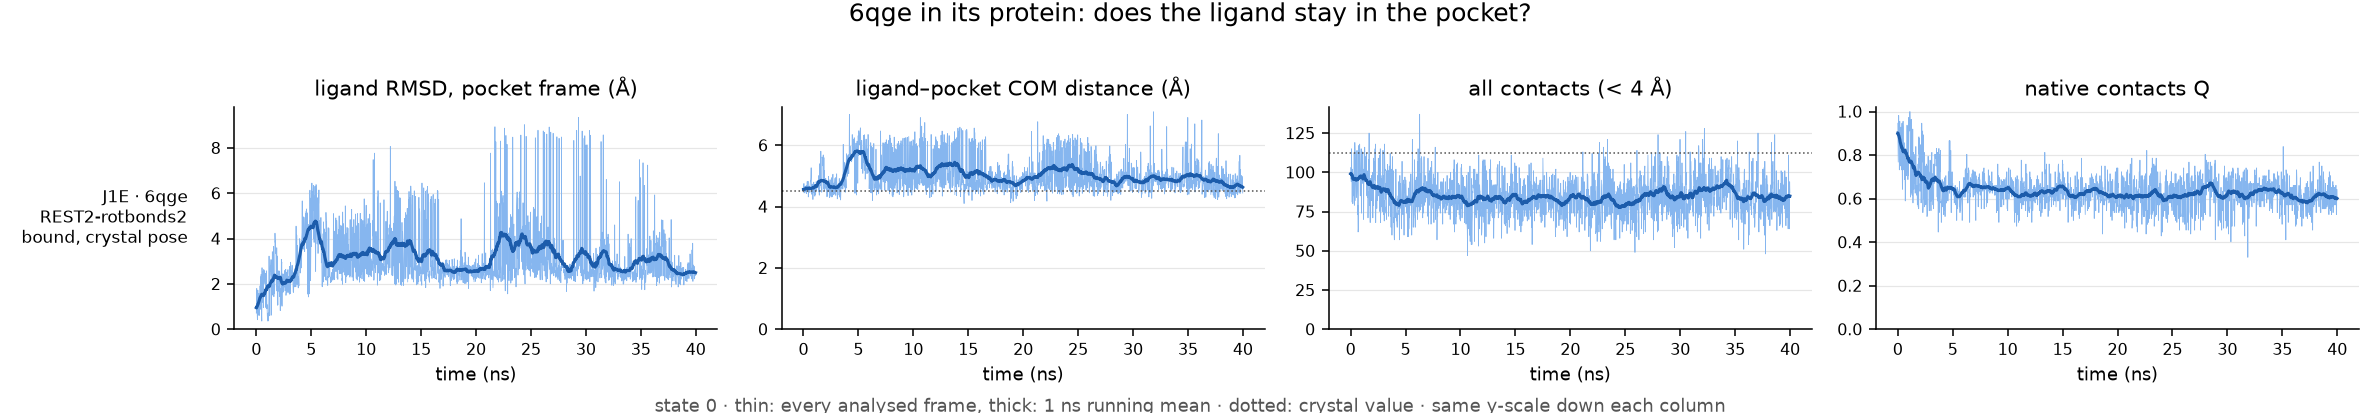 6qge in its protein: does the ligand stay in the pocket?
J1E · 6qge
REST2-rotbonds2
bound, crystal pose
ligand RMSD, pocket frame (Å)
8
6
4
2
0
0 5 10 15 20 25 30 35 40
time (ns)
ligand–pocket COM distance (Å)
6
4
2
0
0 5 10 15 20 25 30 35 40
time (ns)
all contacts (< 4 Å)
125
100
75
50
25
0
0 5 10 15 20 25 30 35 40
time (ns)
native contacts Q
1.0
0.8
0.6
0.4
0.2
0.0
0 5 10 15 20 25 30 35 40
time (ns)
state 0 · thin: every analysed frame, thick: 1 ns running mean · dotted: crystal value · same y-scale down each column